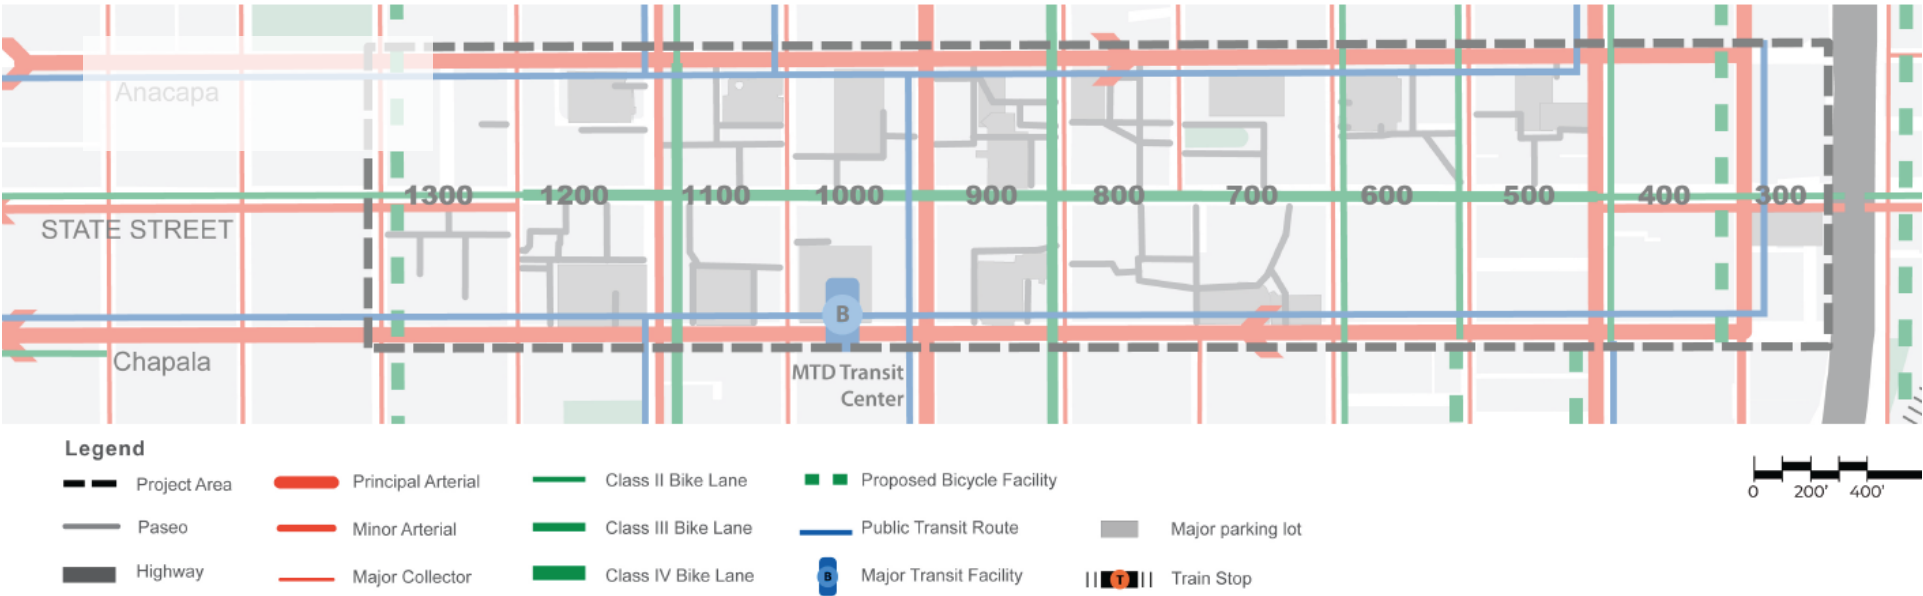 Anacapa
1300 1200 1100 1000 900 800 700 600 500 400 300
STATE STREET
B
Chapala
MTD Transit
Center
Legend
Project Area
Principal Arterial
Class II Bike Lane
Proposed Bicycle Facility
0 200' 400'
Paseo
Minor Arterial
Class III Bike Lane
Public Transit Route
Major parking lot
Highway
Major Collector
Class IV Bike Lane
B
Major Transit Facility
T
Train Stop